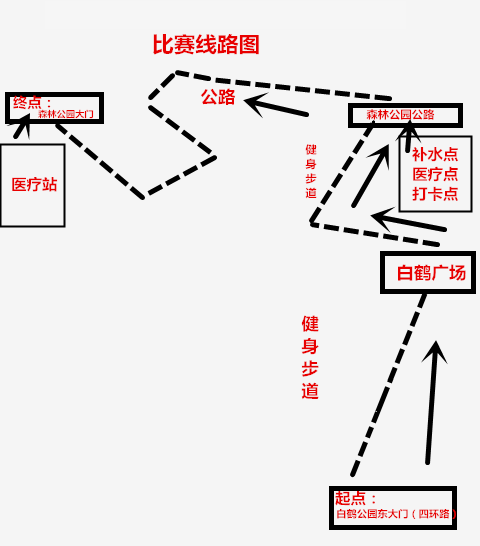 比赛线路图
公路
终点：
森林公园大门
森林公园公路
健身步道
补水点
医疗点
打卡点
医疗站
白鹤广场
健身步道
起点：
白鹤公园东大门（四环路）